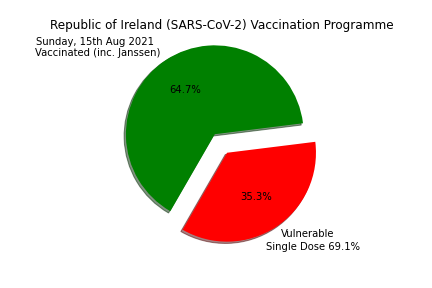 Republic of Ireland (SARS-CoV-2) Vaccination Programme
Sunday, 15th Aug 2021
Vaccinated (inc. Janssen)
64.7%
35.3%
Vulnerable
Single Dose 69.1%